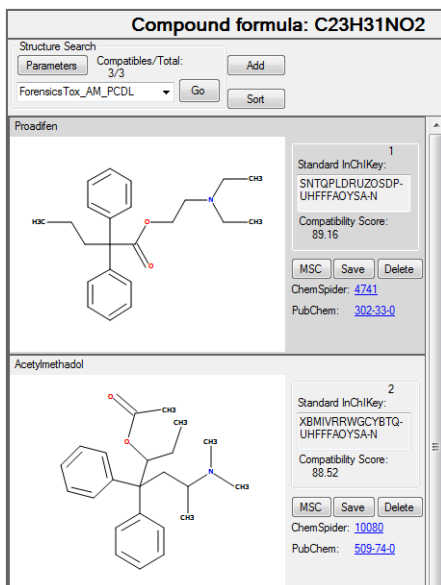 Compound formula: C23H31NO2
Structure Search
Parameters
Compatibles/Total:
3/3
Add
ForensicsTox_AM_PCDL
Go
Sort
Proadifen
CH3
N
H3C
O
CH3
O
1
Standard InChIKey:
SNTQPLDRUZOSDP-
UHFFFAOYSA-N
Compatibility Score:
89.16
MSC
Save
Delete
ChemSpider: 4741
PubChem: 302-33-0
Acetylmethadol
O
CH3
O
CH3
CH3
N
CH3
CH3
2
Standard InChIKey:
XBMIVRRWGCYBTQ-
UHFFFAOYSA-N
Compatibility Score:
88.52
MSC
Save
Delete
ChemSpider: 10080
PubChem: 509-74-0